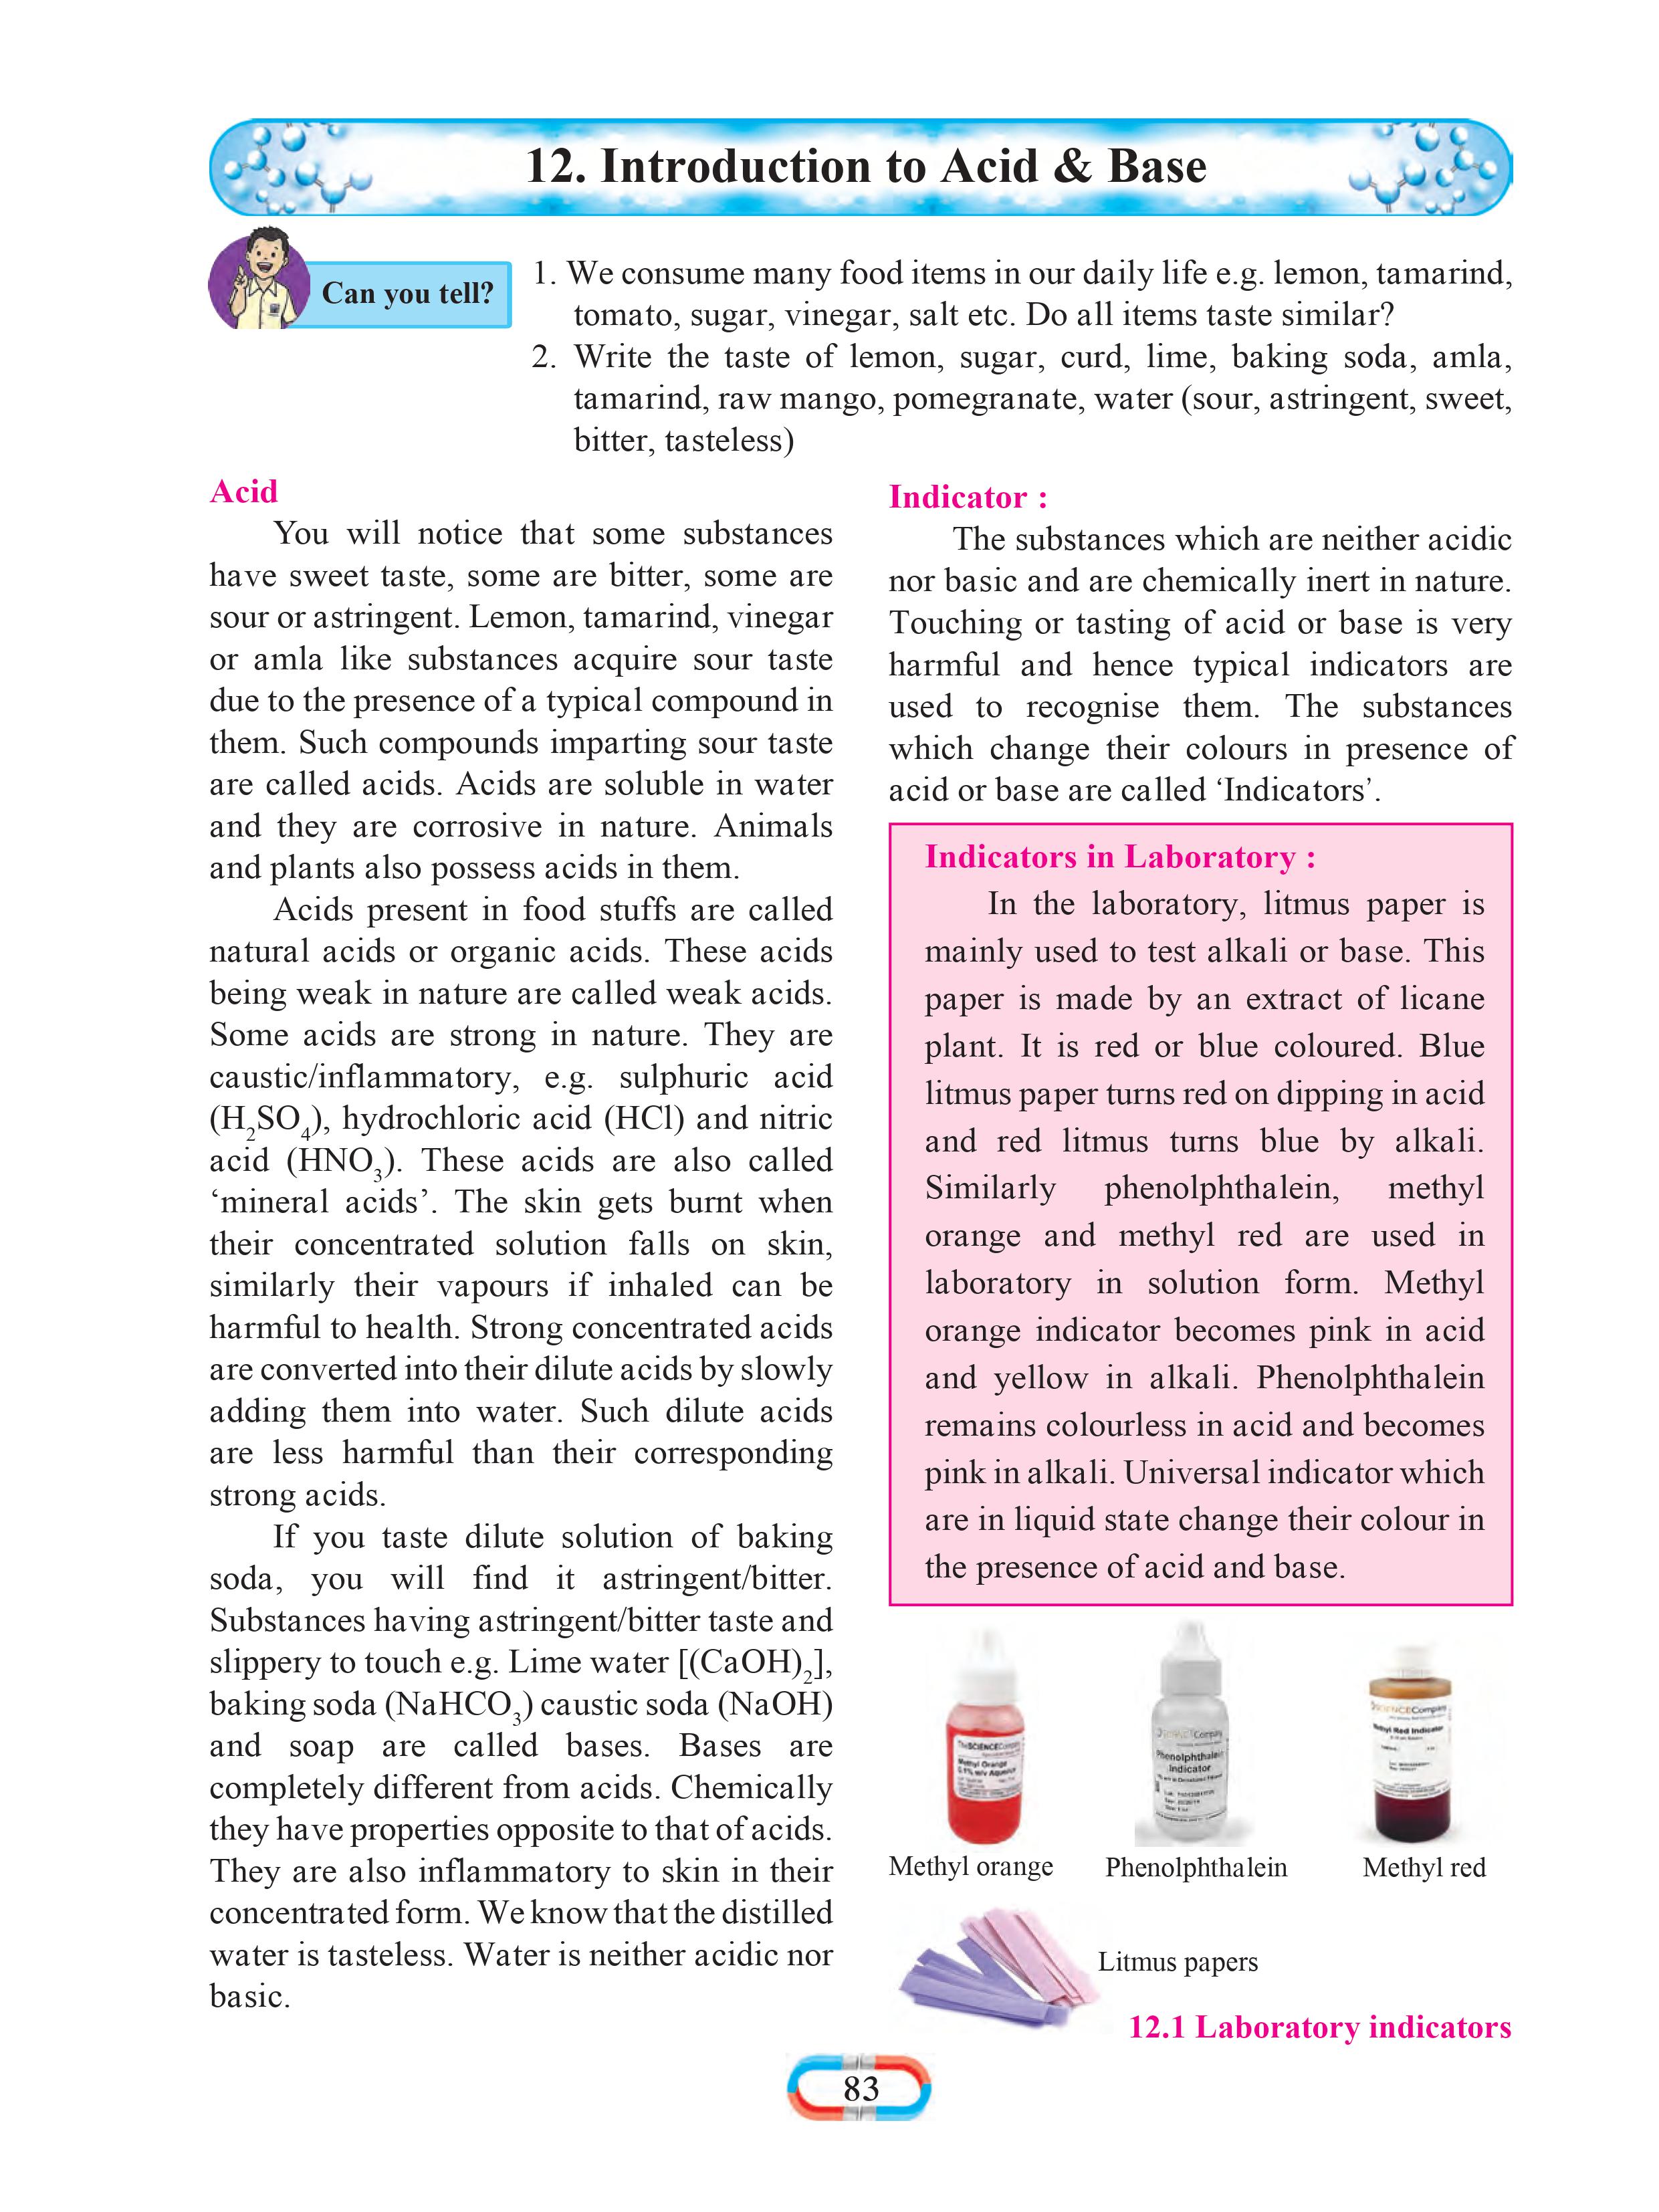 12. Introduction to Acid & Base
Can you tell?
1. We consume many food items in our daily life e.g. lemon, tamarind,
tomato, sugar, vinegar, salt etc. Do all items taste similar?
2. Write the taste of lemon, sugar, curd, lime, baking soda, amla,
tamarind, raw mango, pomegranate, water (sour, astringent, sweet,
bitter, tasteless)
Acid
You will notice that some substances
have sweet taste, some are bitter, some are
sour or astringent. Lemon, tamarind, vinegar
or amla like substances acquire sour taste
due to the presence of a typical compound in
them. Such compounds imparting sour taste
are called acids. Acids are soluble in water
and they are corrosive in nature. Animals
and plants also possess acids in them.
Acids present in food stuffs are called
natural acids or organic acids. These acids
being weak in nature are called weak acids.
Some acids are strong in nature. They are
caustic/inflammatory, e.g. sulphuric acid
(H₂SO₄), hydrochloric acid (HCl) and nitric
acid (HNO₃). These acids are also called
‘mineral acids’. The skin gets burnt when
their concentrated solution falls on skin,
similarly their vapours if inhaled can be
harmful to health. Strong concentrated acids
are converted into their dilute acids by slowly
adding them into water. Such dilute acids
are less harmful than their corresponding
strong acids.
If you taste dilute solution of baking
soda, you will find it astringent/bitter.
Substances having astringent/bitter taste and
slippery to touch e.g. Lime water [(CaOH)₂],
baking soda (NaHCO₃) caustic soda (NaOH)
and soap are called bases. Bases are
completely different from acids. Chemically
they have properties opposite to that of acids.
They are also inflammatory to skin in their
concentrated form. We know that the distilled
water is tasteless. Water is neither acidic nor
basic.
Indicator :
The substances which are neither acidic
nor basic and are chemically inert in nature.
Touching or tasting of acid or base is very
harmful and hence typical indicators are
used to recognise them. The substances
which change their colours in presence of
acid or base are called ‘Indicators’.
Indicators in Laboratory :
In the laboratory, litmus paper is
mainly used to test alkali or base. This
paper is made by an extract of licane
plant. It is red or blue coloured. Blue
litmus paper turns red on dipping in acid
and red litmus turns blue by alkali.
Similarly phenolphthalein, methyl
orange and methyl red are used in
laboratory in solution form. Methyl
orange indicator becomes pink in acid
and yellow in alkali. Phenolphthalein
remains colourless in acid and becomes
pink in alkali. Universal indicator which
are in liquid state change their colour in
the presence of acid and base.
Methyl Orange
Indicator
Methyl Red Indicator
Methyl orange
Phenolphthalein
Methyl red
Litmus papers
12.1 Laboratory indicators
83